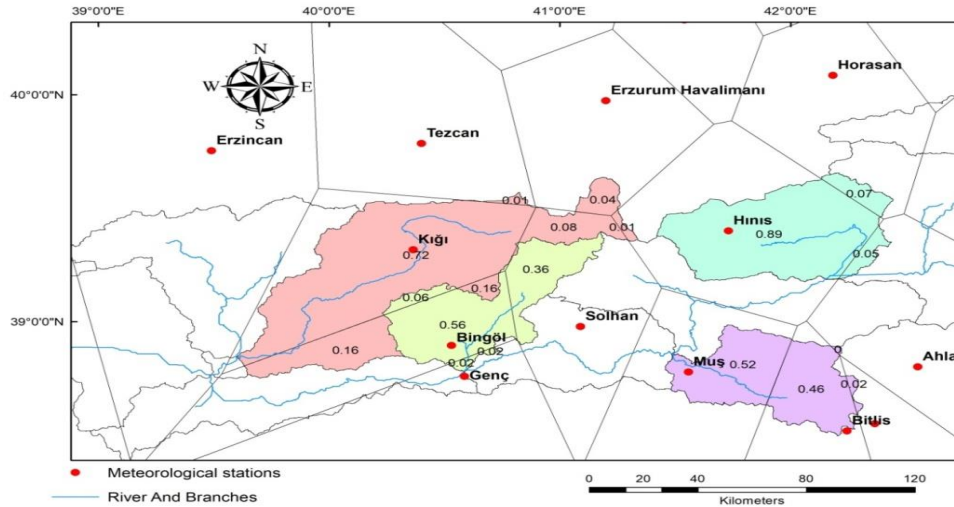 39°0'0"E 40°0'0"E 41°0'0"E 42°0'0"E
Horasan
40°0'0"N
N
W E
S
Erzurum Havalimanı
Tezcan
Erzincan
0.01
0.04
0.07
Hınıs
0.89
0.08
0.01
Kığı
0.72
0.05
0.36
0.16
0.06
39°0'0"N
Solhan
0.56
Bingöl
0.16
0.02
0.02
Genç
Muş
0.52
0
Ahla
0.46
0.02
Bitlis
Meteorological stations
River And Branches
0 20 40 80 120
Kilometers